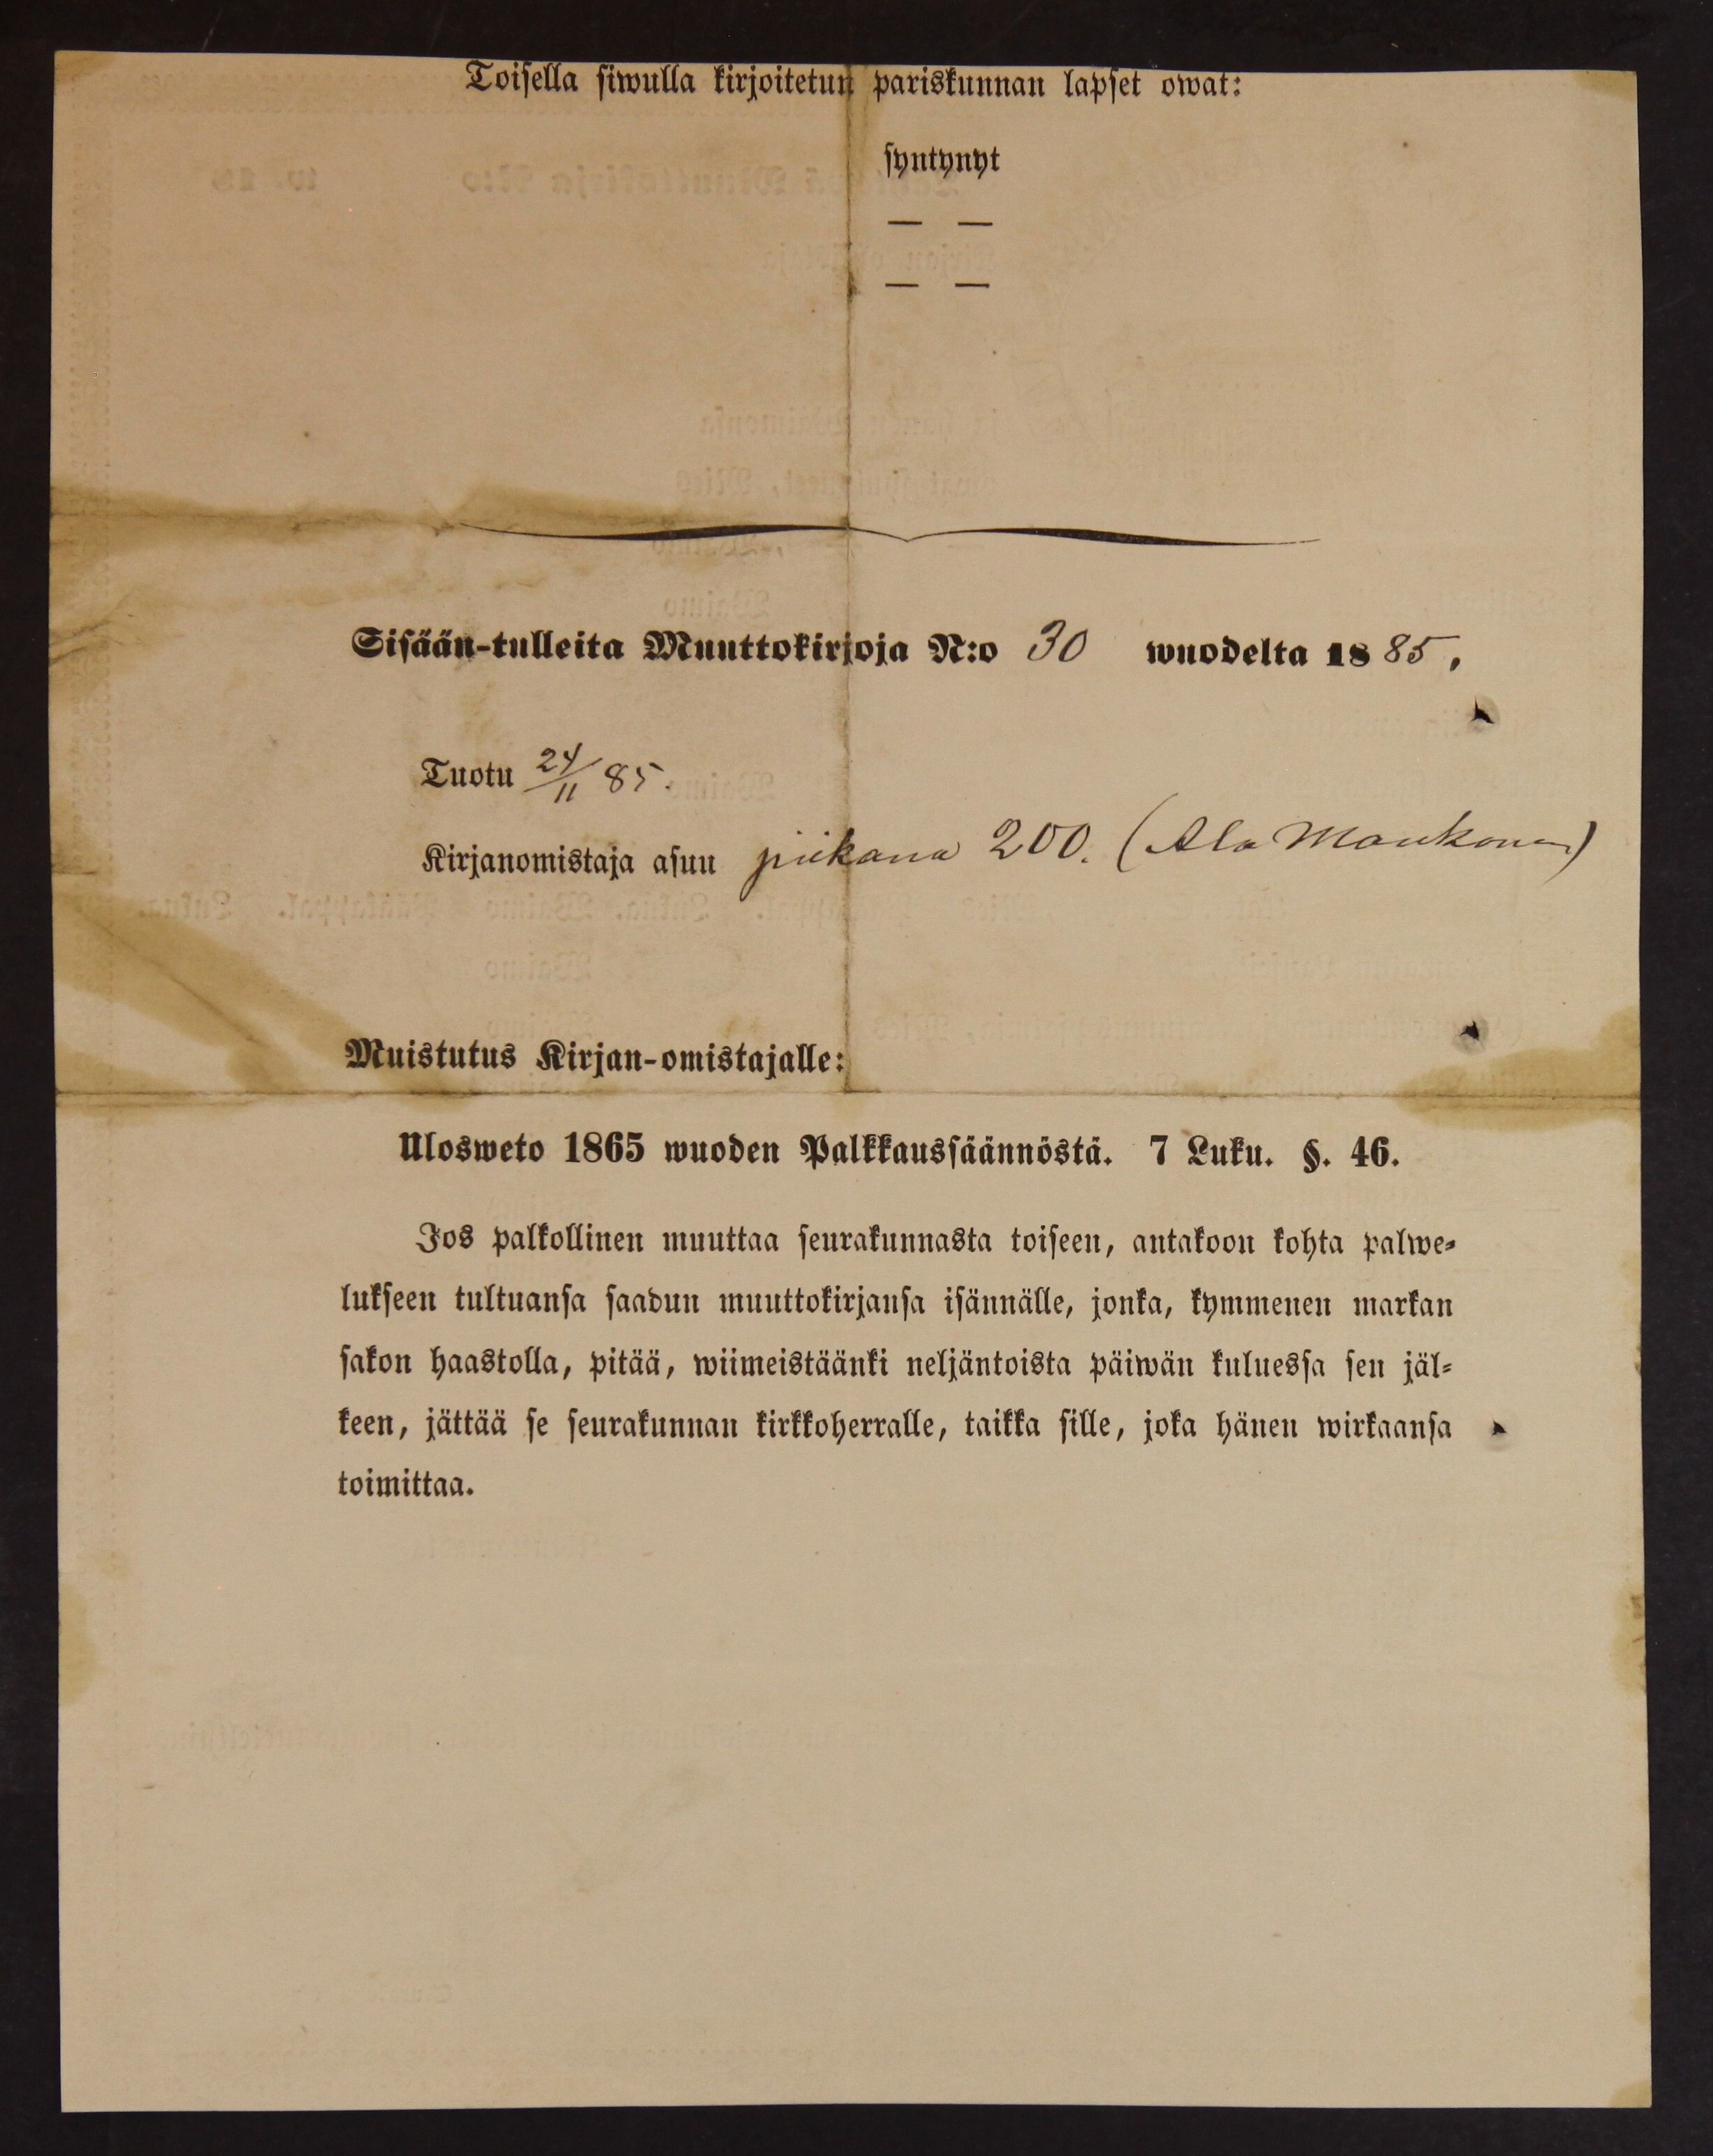 Toisella siwulla kirjoitetun pariskunnan lapset owat:
syntynyt
— —
— —
Sisään-tulleita Muuttokirjoja N:o 30 wuodelta 1885,
Tuotu 24/11 85.
Kirjanomistaja asuu piikana 200. (Ala Maukonen)
Muistutus Kirjan-omistajalle:
Ulosweto 1865 wuoden Palkkaussäännöstä. 7 Luku. §. 46.
Jos palkollinen muuttaa seurakunnasta toiseen, antakoon kohta palwe-
lukseen tultuansa saadun muuttokirjansa isännälle, jonka, kymmenen markan
sakon haastolla, pitää, wiimeistäänki neljäntoista päiwän kuluessa sen jäl-
keen, jättää se seurakunnan kirkkoherralle, taikka sille, joka hänen wirkaansa
toimittaa.